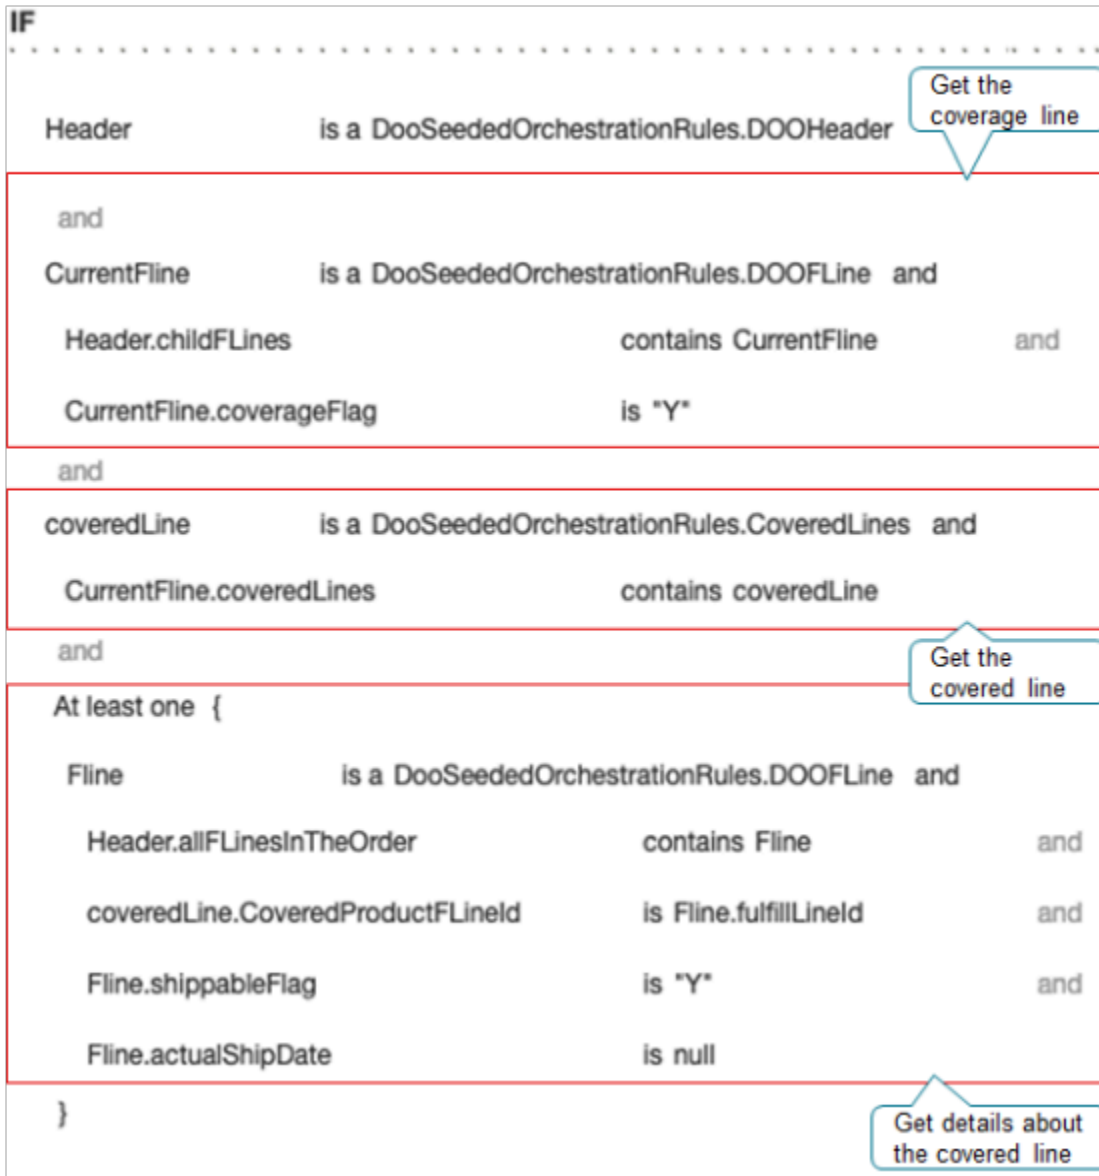 IF
Get the
coverage line
Header is a DooSeededOrchestrationRules.DOOHeader
and
CurrentFline is a DooSeededOrchestrationRules.DOOFLine and
Header.childFLines contains CurrentFline and
CurrentFline.coverageFlag is "Y"
and
coveredLine is a DooSeededOrchestrationRules.CoveredLines and
CurrentFline.coveredLines contains coveredLine
and
Get the
covered line
At least one {
Fline is a DooSeededOrchestrationRules.DOOFLine and
Header.allFLinesInTheOrder contains Fline and
coveredLine.CoveredProductFLineId is Fline.fulfillLineId and
Fline.shippableFlag is "Y" and
Fline.actualShipDate is null
}
Get details about
the covered line